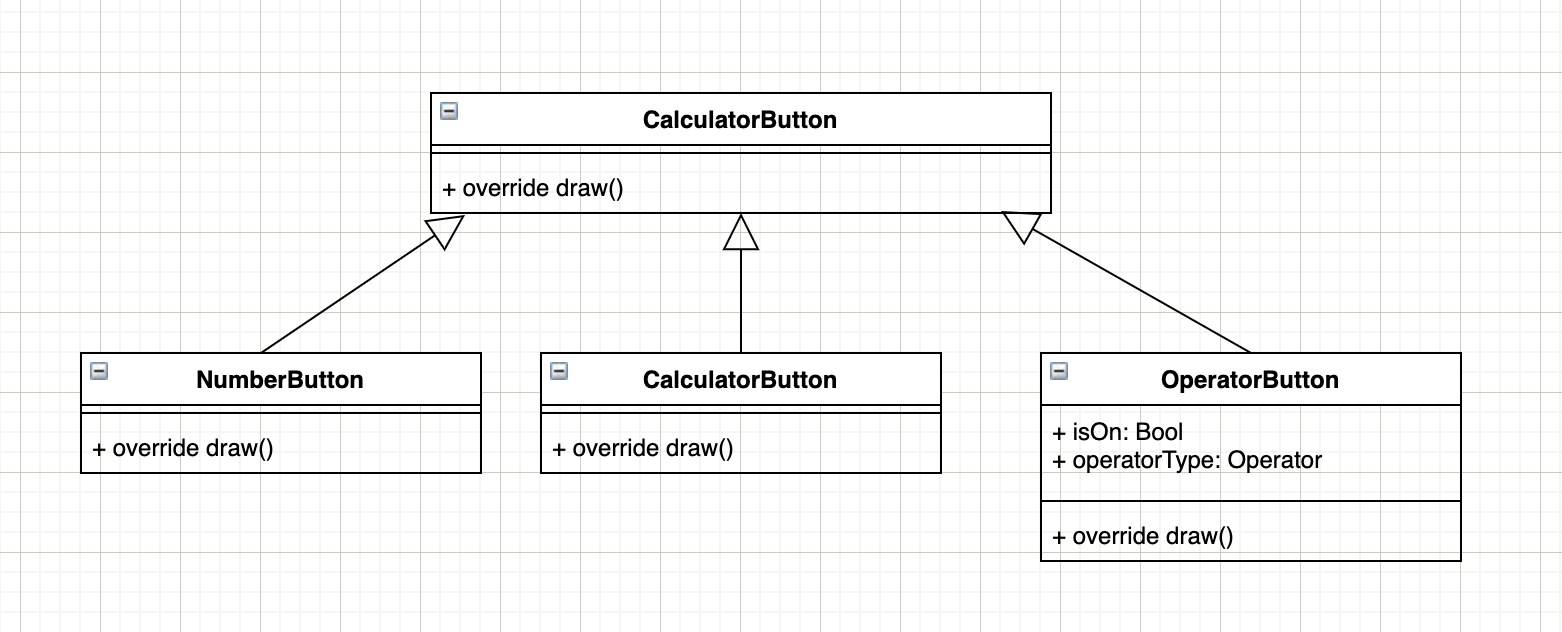 CalculatorButton
+ override draw()
NumberButton
+ override draw()
CalculatorButton
+ override draw()
OperatorButton
+ isOn: Bool
+ operatorType: Operator
+ override draw()